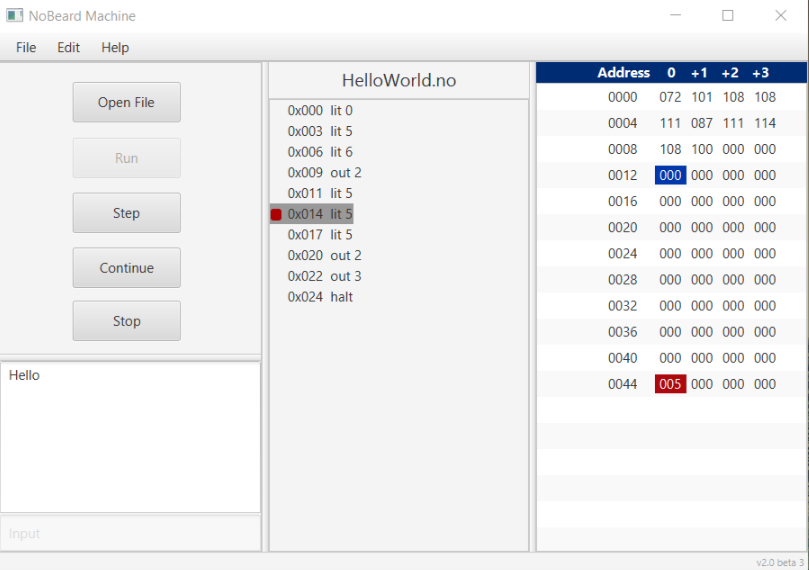 NoBeard Machine
File Edit Help
Open File
Run
Step
Continue
Stop
Hello
Input
HelloWorld.no
0x000 lit 0
0x003 lit 5
0x006 lit 6
0x009 out 2
0x011 lit 5
0x014 lit 5
0x017 lit 5
0x020 out 2
0x022 out 3
0x024 halt
Address 0 +1 +2 +3
0000 072 101 108 108
0004 111 087 111 114
0008 108 100 000 000
0012 000 000 000 000
0016 000 000 000 000
0020 000 000 000 000
0024 000 000 000 000
0028 000 000 000 000
0032 000 000 000 000
0036 000 000 000 000
0040 000 000 000 000
0044 005 000 000 000
v2.0 beta 3